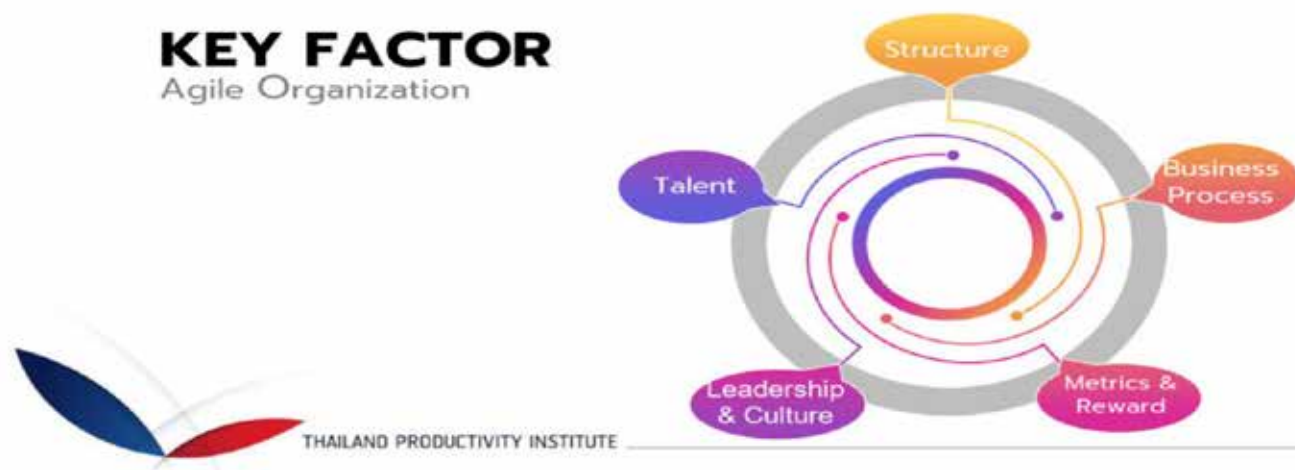 KEY FACTOR
Agile Organization
Structure
Talent
Business
Process
Leadership
& Culture
Metrics &
Reward
THAILAND PRODUCTIVITY INSTITUTE